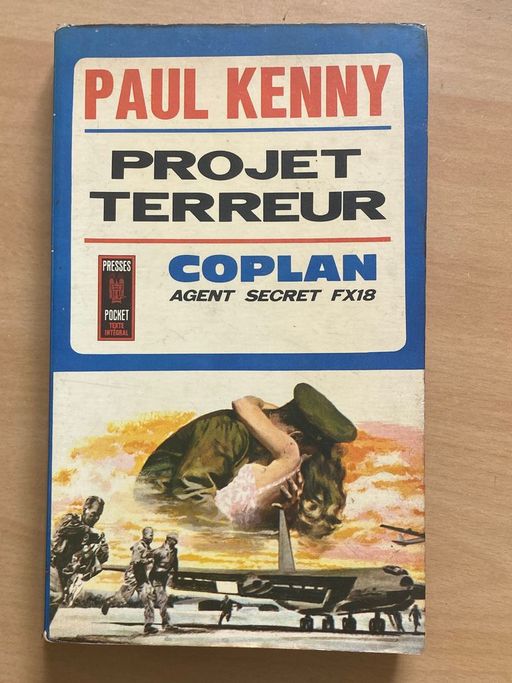 PAUL KENNY
PROJET
TERREUR
COPLAN
AGENT SECRET FX18
PRESSES
POCKET
TEXTE
INTÉGRAL